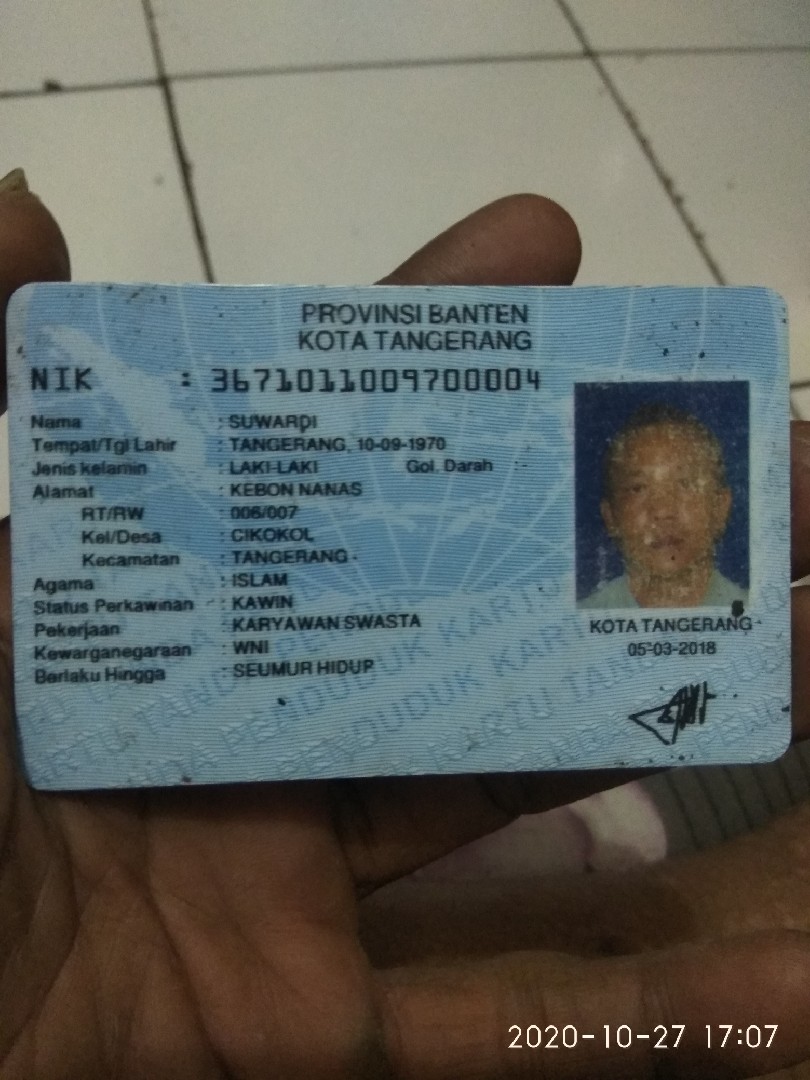 PROVINSI BANTEN
KOTA TANGERANG
NIK : 3671011009700004
Nama : SUWARDI
Tempat/Tgl Lahir : TANGERANG, 10-09-1970
Jenis kelamin : LAKI-LAKI Gol. Darah : -
Alamat : KEBON NANAS
RT/RW : 006/007
Kel/Desa : CIKOKOL
Kecamatan : TANGERANG
Agama : ISLAM
Status Perkawinan : KAWIN
Pekerjaan : KARYAWAN SWASTA
Kewarganegaraan : WNI
Berlaku Hingga : SEUMUR HIDUP
KOTA TANGERANG
05-03-2018
2020-10-27 17:07